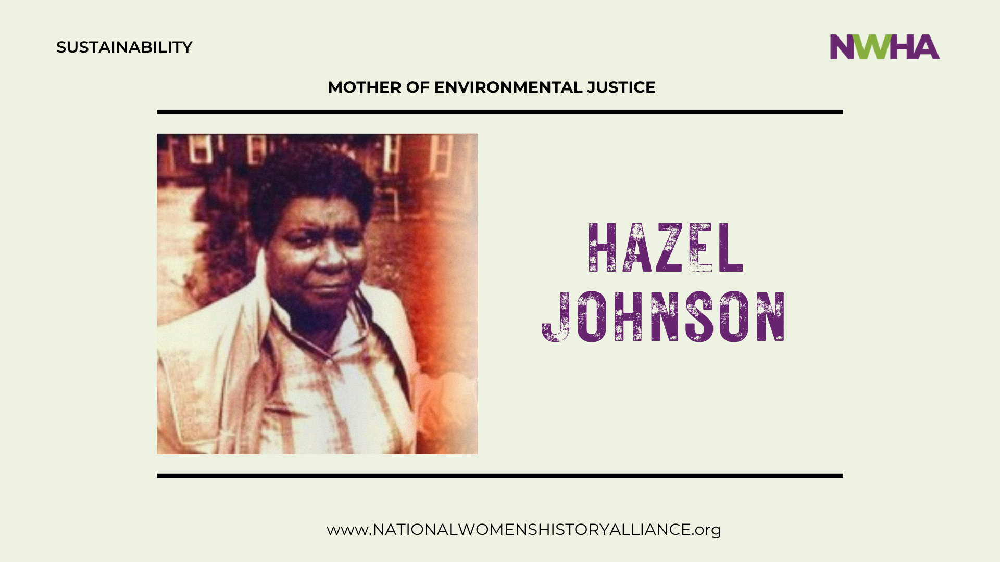 SUSTAINABILITY
NWHA
MOTHER OF ENVIRONMENTAL JUSTICE
HAZEL
JOHNSON
www.NATIONALWOMENSHISTORYALLIANCE.org